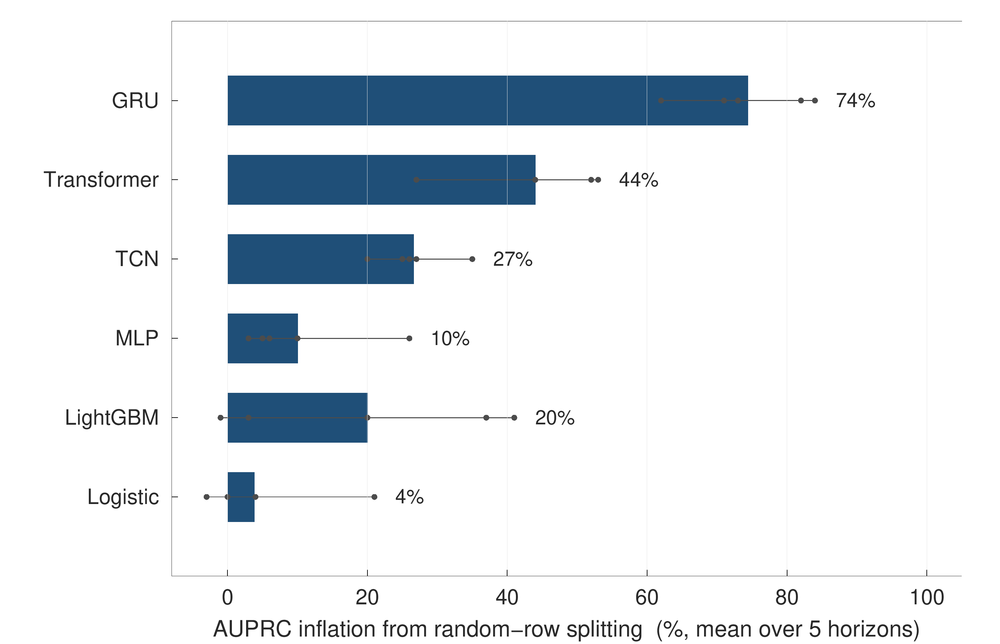 GRU 74%
Transformer 44%
TCN 27%
MLP 10%
LightGBM 20%
Logistic 4%
0 20 40 60 80 100
AUPRC inflation from random−row splitting (%, mean over 5 horizons)